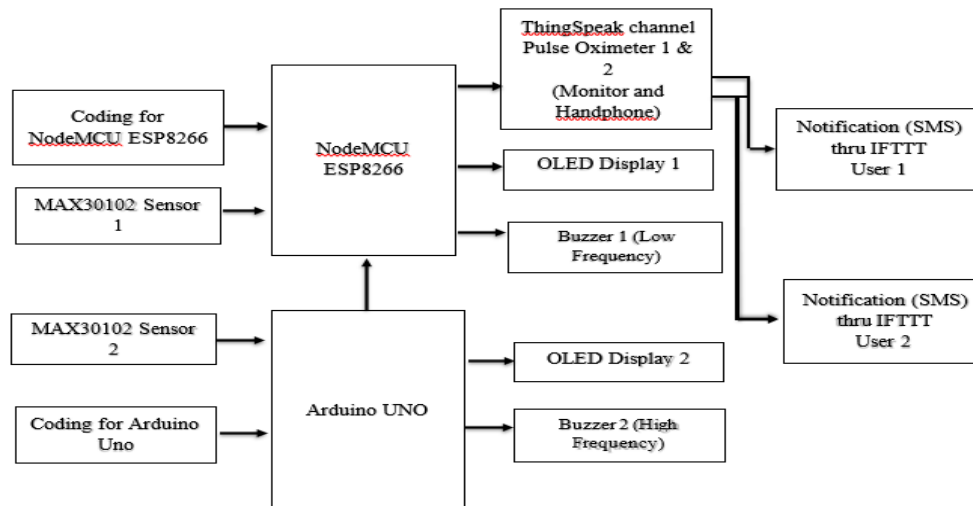 ThingSpeak channel
Pulse Oximeter 1 &
2
(Monitor and
Handphone)
Coding for
NodeMCU ESP8266
NodeMCU
ESP8266
Notification (SMS)
thru IFTTT
User 1
OLED Display 1
MAX30102 Sensor
1
Buzzer 1 (Low
Frequency)
Notification (SMS)
thru IFTTT
User 2
MAX30102 Sensor
2
OLED Display 2
Arduino UNO
Coding for Arduino
Uno
Buzzer 2 (High
Frequency)